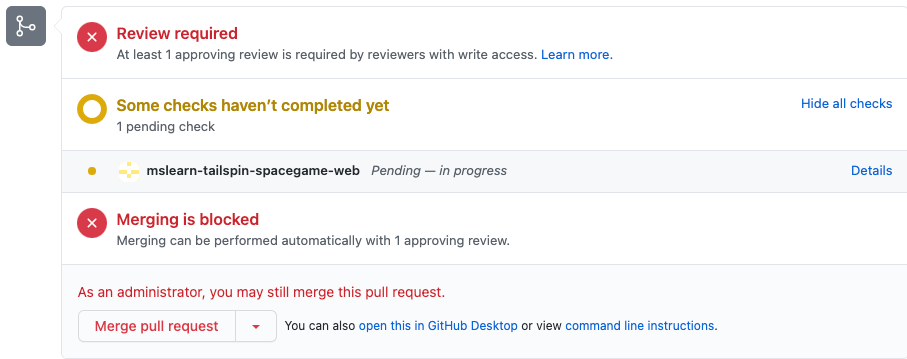 Review required
At least 1 approving review is required by reviewers with write access. Learn more.
Some checks haven’t completed yet
Hide all checks
1 pending check
mslearn-tailspin-spacegame-web Pending — in progress
Details
Merging is blocked
Merging can be performed automatically with 1 approving review.
As an administrator, you may still merge this pull request.
Merge pull request
You can also open this in GitHub Desktop or view command line instructions.